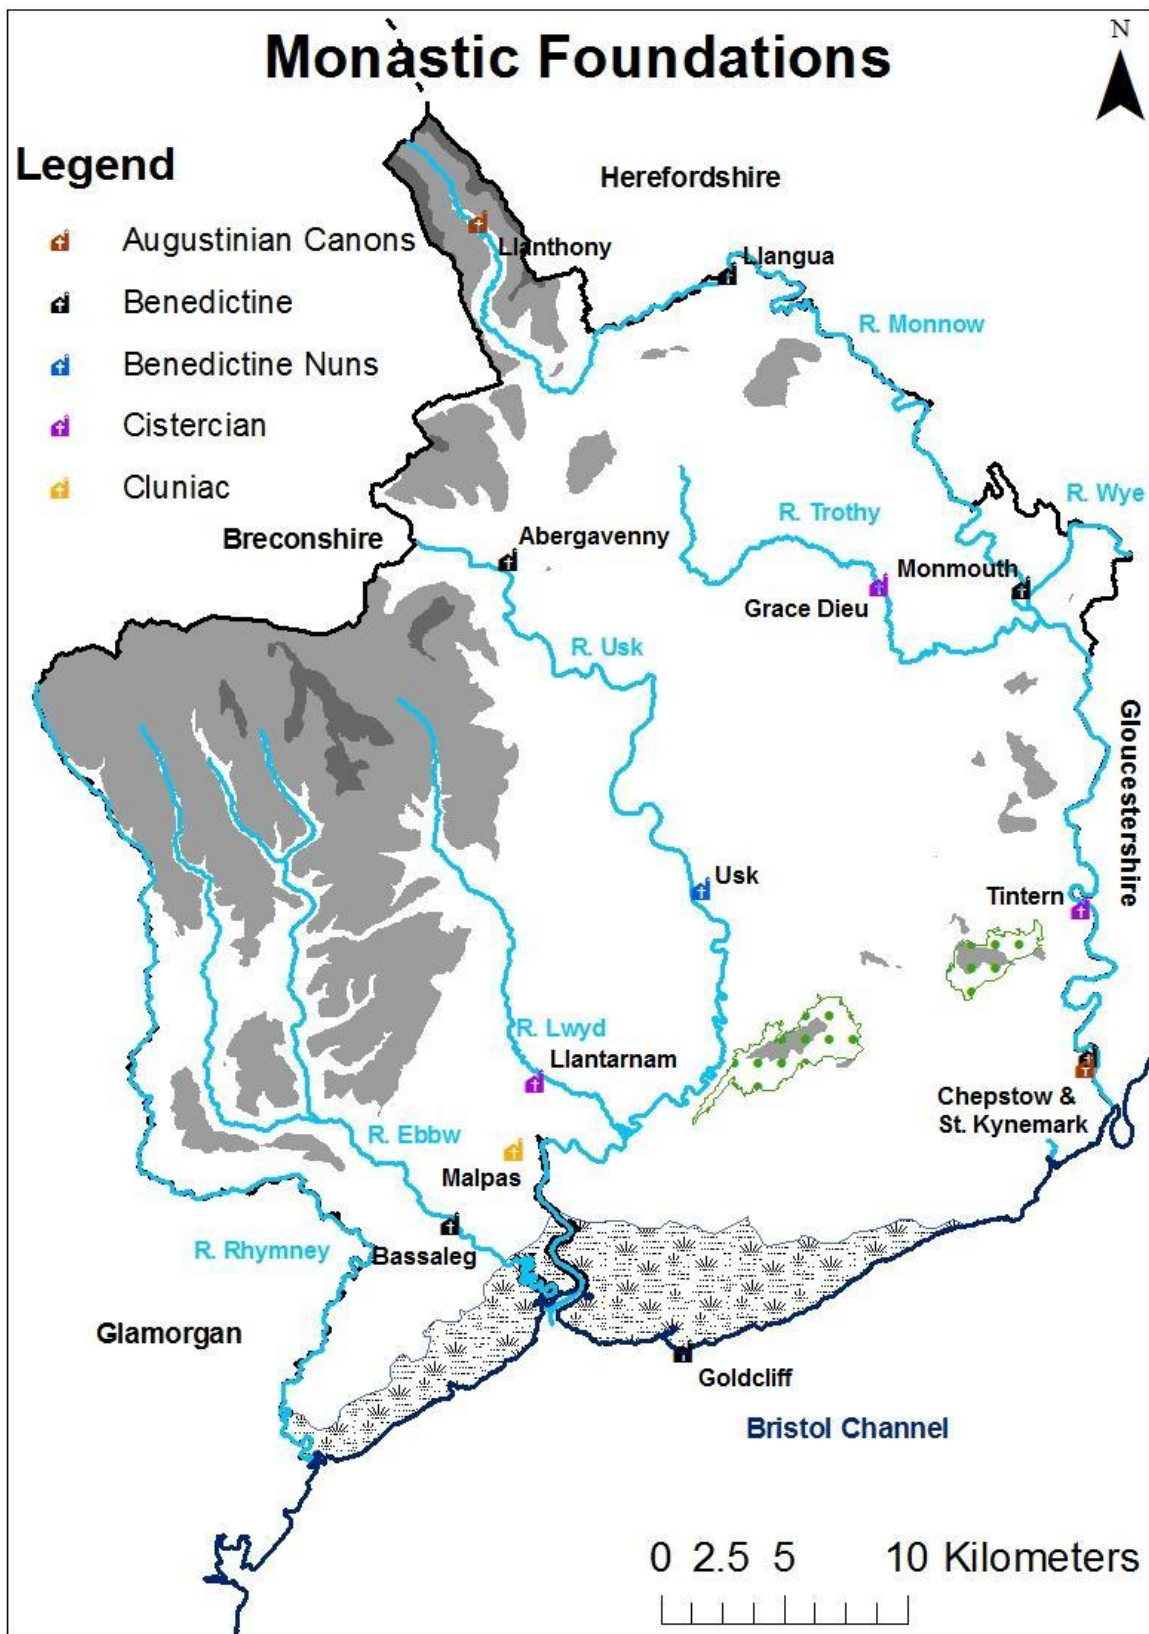 Monastic Foundations
N
Legend
Augustinian Canons
Benedictine
Benedictine Nuns
Cistercian
Cluniac
Herefordshire
Llanthony
Llangua
R. Monnow
R. Wye
R. Trothy
Breconshire
Abergavenny
Monmouth
Grace Dieu
R. Usk
Gloucestershire
Usk
Tintern
R. Lwyd
Llantarnam
Chepstow &
St. Kynemark
R. Ebbw
Malpas
R. Rhymney
Bassaleg
Glamorgan
Goldcliff
Bristol Channel
0 2.5 5 10 Kilometers